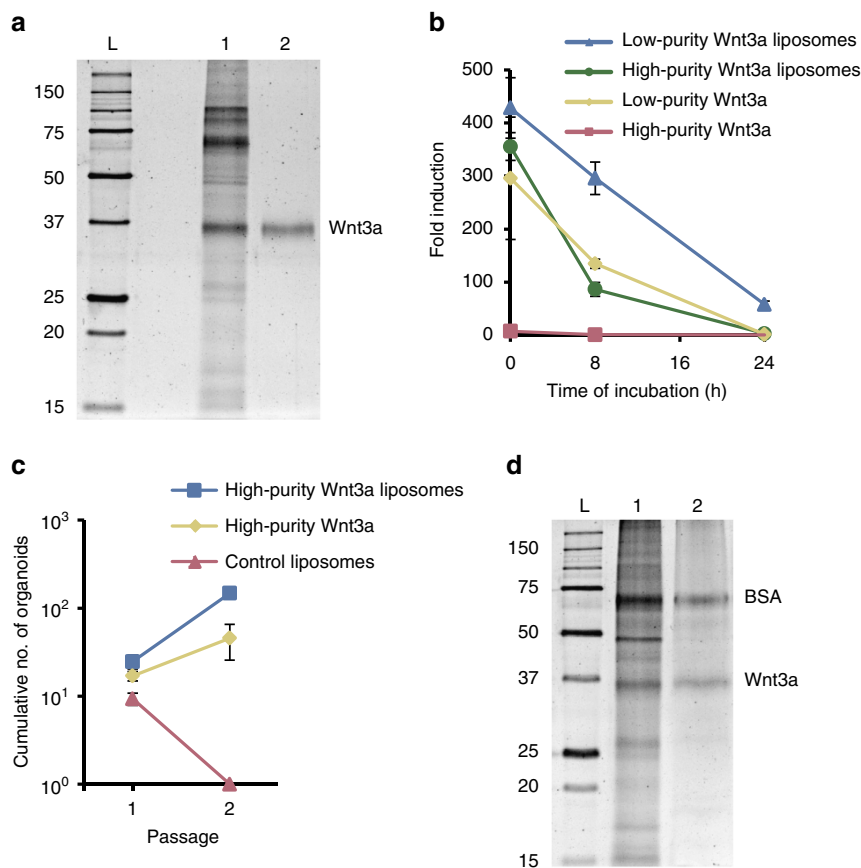 a
L 1 2
150
75
50
37
25
20
15
Wnt3a
b
Low-purity Wnt3a liposomes
High-purity Wnt3a liposomes
Low-purity Wnt3a
High-purity Wnt3a
Fold induction
500
400
300
200
100
0
0 8 16 24
Time of incubation (h)
c
High-purity Wnt3a liposomes
High-purity Wnt3a
Control liposomes
Cumulative no. of organoids
10³
10²
10¹
10⁰
1 2
Passage
d
L 1 2
150
75
50
37
25
20
15
BSA
Wnt3a